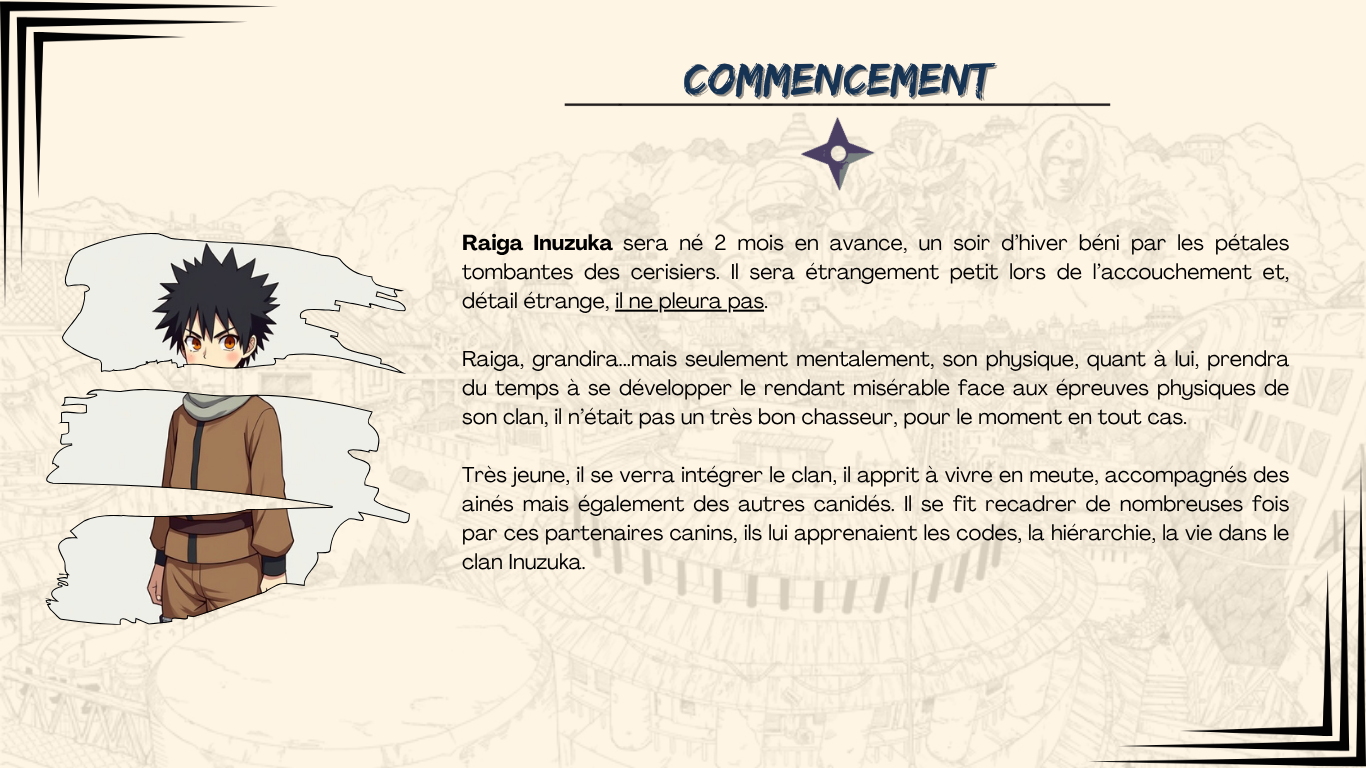 COMMENCEMENT
Raiga Inuzuka sera né 2 mois en avance, un soir d’hiver béni par les pétales
tombantes des cerisiers. Il sera étrangement petit lors de l’accouchement et,
détail étrange, il ne pleura pas.
Raiga, grandira...mais seulement mentalement, son physique, quant à lui, prendra
du temps à se développer le rendant misérable face aux épreuves physiques de
son clan, il n’était pas un très bon chasseur, pour le moment en tout cas.
Très jeune, il se verra intégrer le clan, il apprit à vivre en meute, accompagnés des
ainés mais également des autres canidés. Il se fit recadrer de nombreuses fois
par ces partenaires canins, ils lui apprenaient les codes, la hiérarchie, la vie dans le
clan Inuzuka.